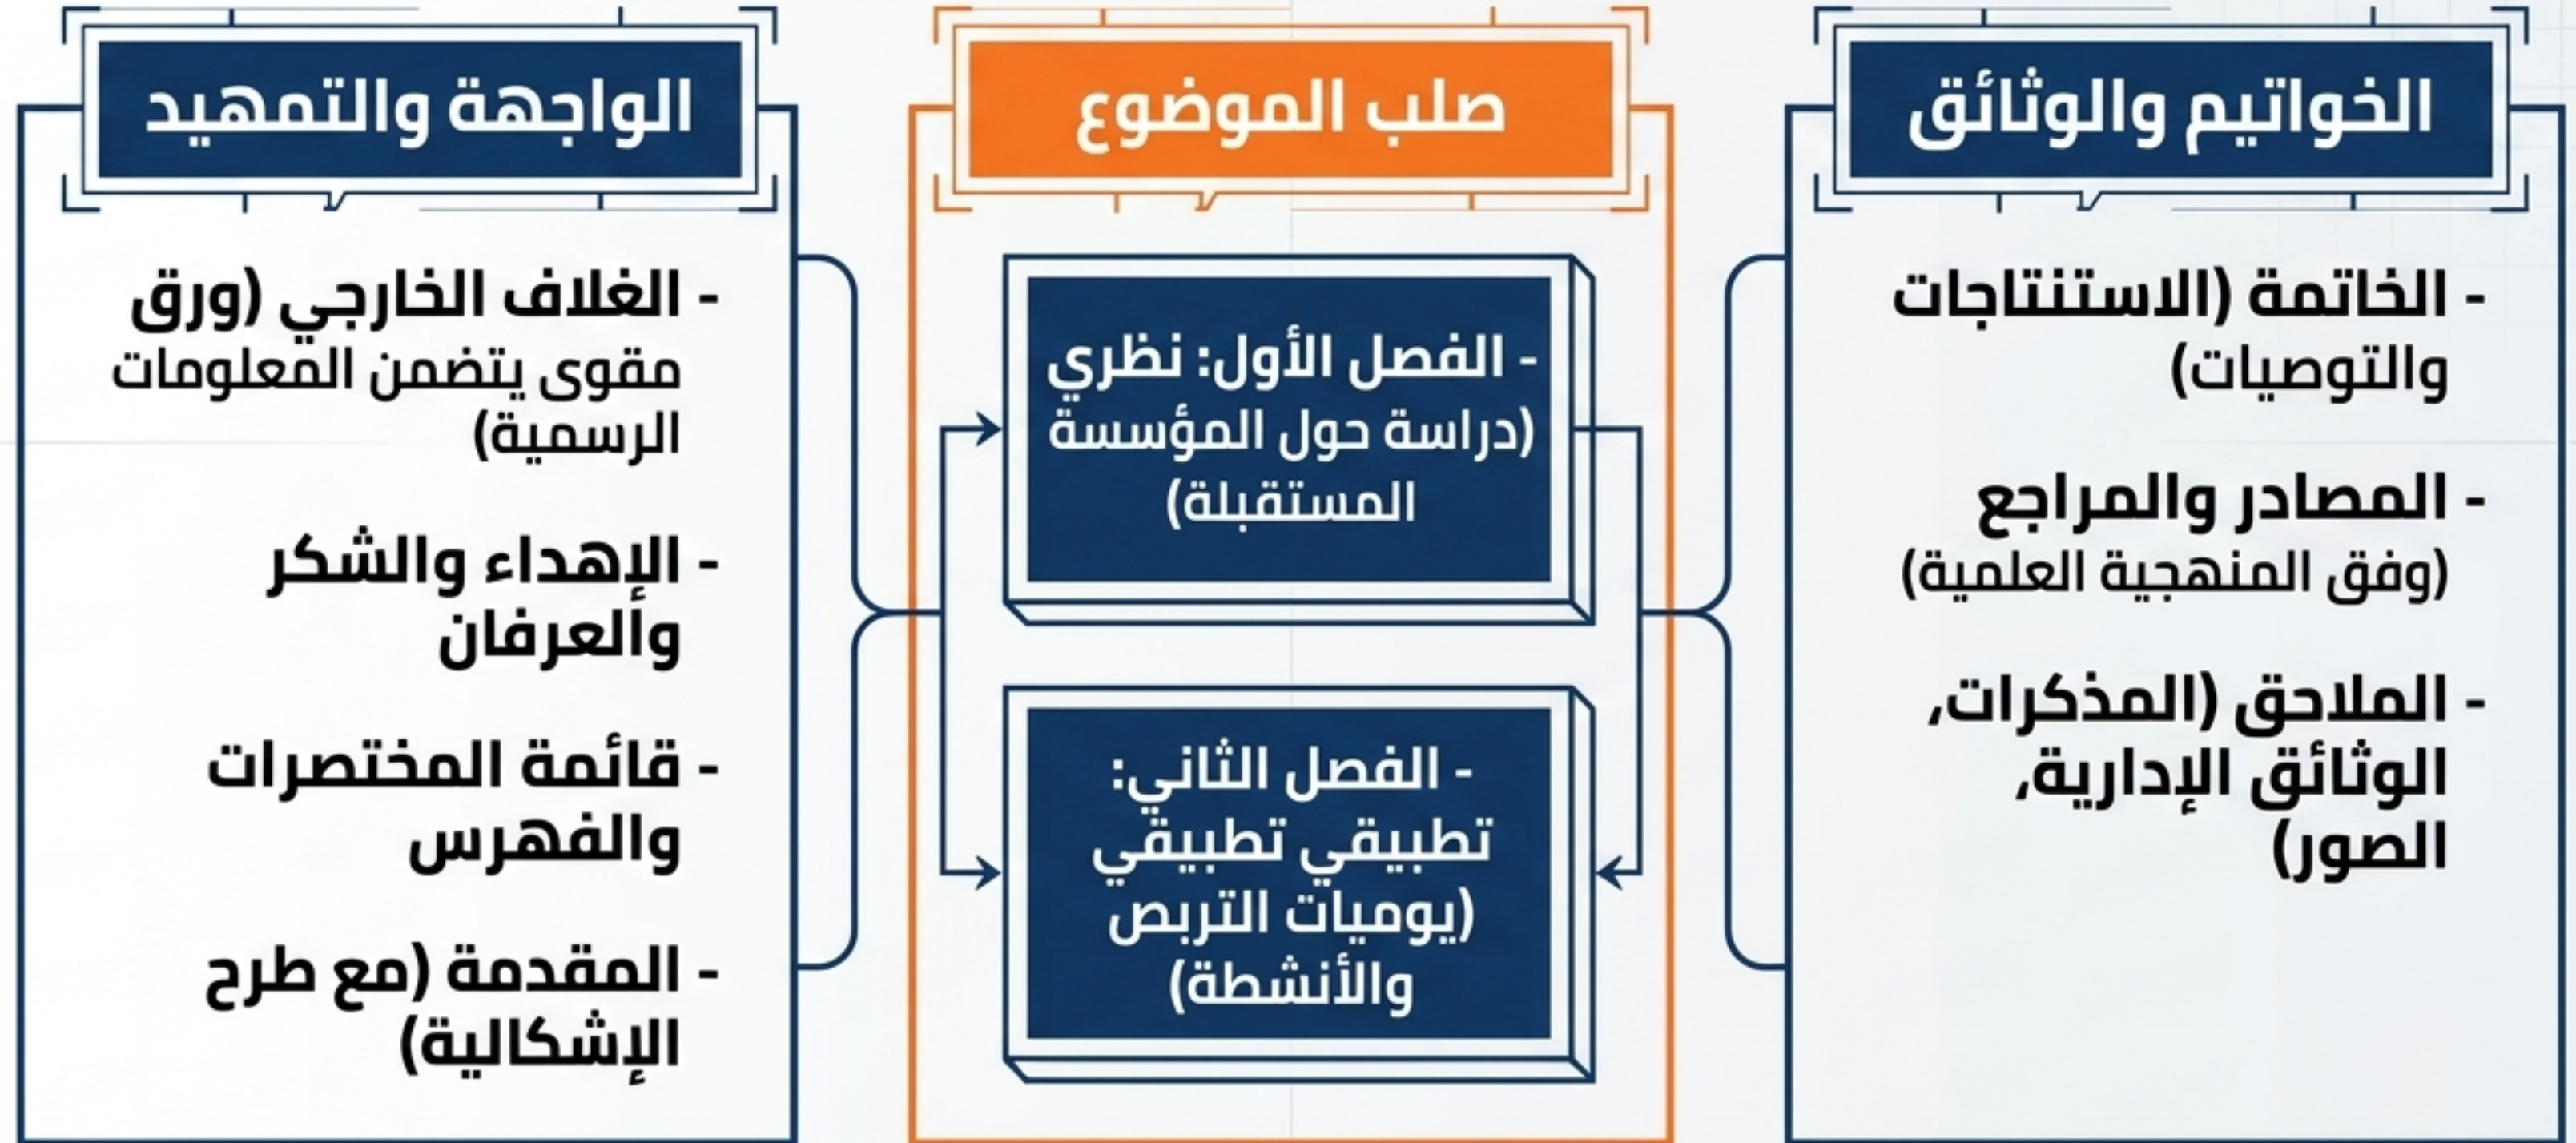 الواجهة والتمهيد
- الغلاف الخارجي (ورق
مقوى يتضمن المعلومات
الرسمية)
- الإهداء والشكر
والعرفان
- قائمة المختصرات
والفهرس
- المقدمة (مع طرح
الإشكالية)
صلب الموضوع
- الفصل الأول: نظري
(دراسة حول المؤسسة
المستقبلة)
- الفصل الثاني:
تطبيقي تطبيقي
(يوميات التربص
والأنشطة)
الخواتيم والوثائق
- الخاتمة (الاستنتاجات
والتوصيات)
- المصادر والمراجع
(وفق المنهجية العلمية)
- الملاحق (المذكرات،
الوثائق الإدارية،
الصور)